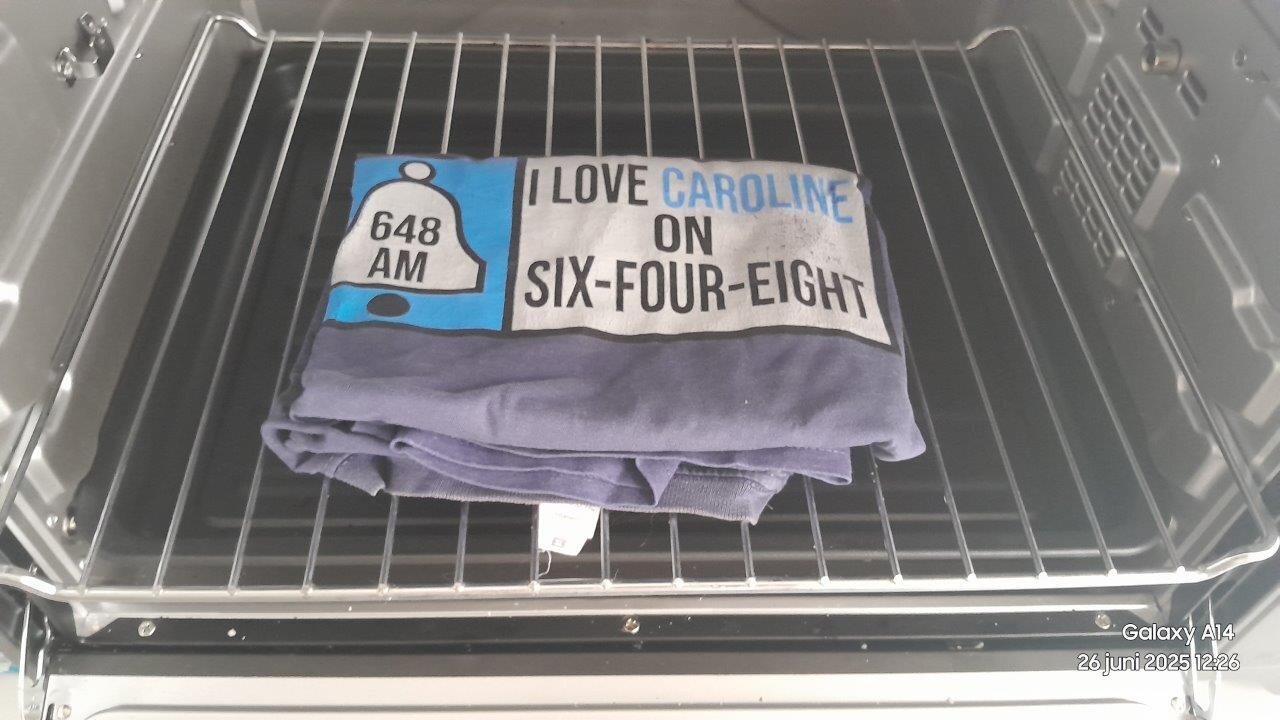 648
AM
I LOVE CAROLINE
ON
SIX-FOUR-EIGHT
Galaxy A14
26 juni 2025 12:26